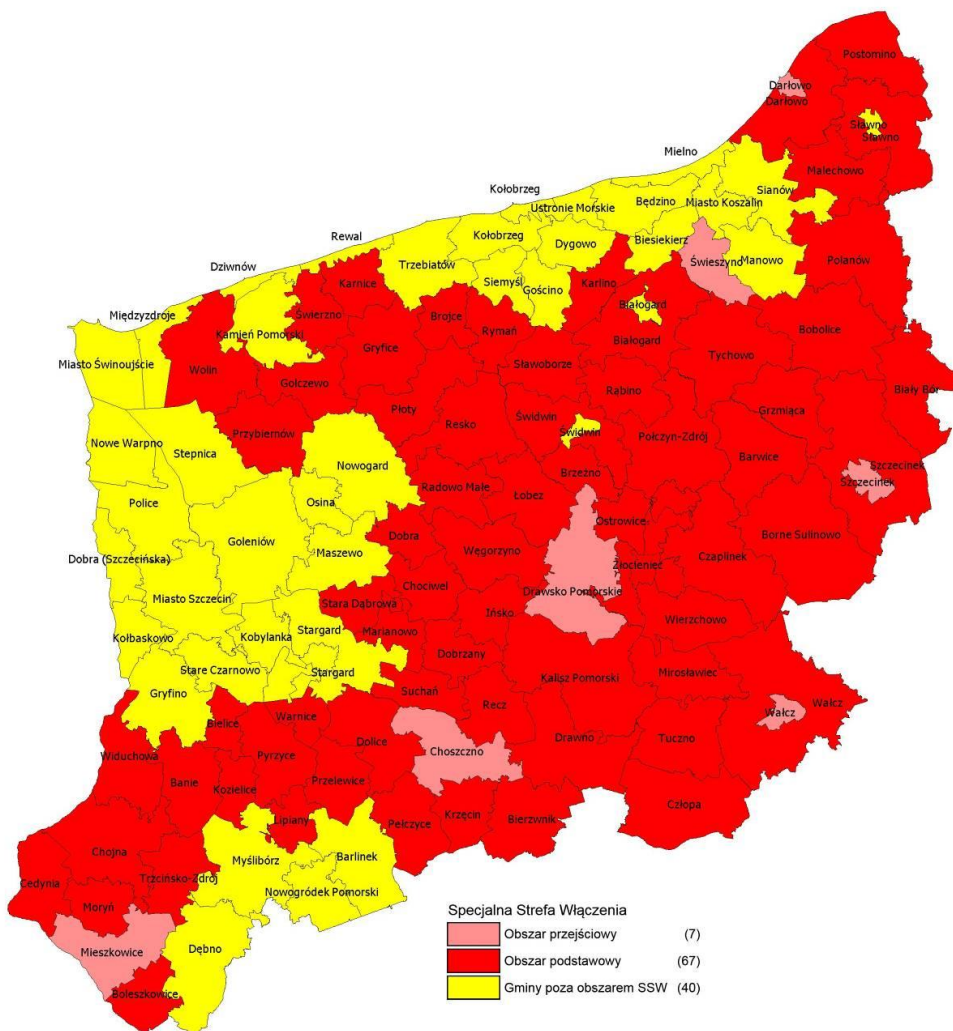 Postomino
Darłowo
Darłowo
Sławno
Sławno
Mielno
Malechowo
Sianów
Kołobrzeg
Ustronie Morskie
Będzino
Miasto Koszalin
Rewal
Kołobrzeg
Dygowo
Biesiekierz
Manowo
Polanów
Dziwnów
Trzebiatów
Świeszyno
Siemyśl
Gościno
Karlino
Karnice
Międzyzdroje
Świerzno
Brojce
Rymań
Białogard
Bobolice
Kamień Pomorski
Gryfice
Białogard
Tychowo
Miasto Świnoujście
Wolin
Sławoborze
Golczewo
Rąbino
Biały Bór
Płoty
Świdwin
Grzmiąca
Resko
Przybiernów
Świdwin
Połczyn-Zdrój
Nowe Warpno
Stepnica
Barwice
Nowogard
Brzeżno
Szczecinek
Szczecinek
Radowo Małe
Łobez
Osina
Police
Ostrowice
Goleniów
Dobra
Borne Sulinowo
Węgorzyno
Maszewo
Czaplinek
Dobra (Szczecińska)
Złocieniec
Chociwel
Drawsko Pomorskie
Miasto Szczecin
Stara Dąbrowa
Ińsko
Wierzchowo
Kołbaskowo
Kobylanka
Stargard
Marianowo
Dobrzany
Stare Czarnowo
Stargard
Mirosławiec
Kalisz Pomorski
Gryfino
Suchań
Recz
Wałcz
Wałcz
Bielice
Warnice
Dolice
Drawno
Tuczno
Widuchowa
Pyrzyce
Choszczno
Banie
Kozielice
Przelewice
Człopa
Lipiany
Pełczyce
Krzęcin
Bierzwnik
Chojna
Myślibórz
Barlinek
Cedynia
Trzcińsko-Zdrój
Nowogródek Pomorski
Moryń
Mieszkowice
Dębno
Boleszkowice
Specjalna Strefa Włączenia
Obszar przejściowy (7)
Obszar podstawowy (67)
Gminy poza obszarem SSW (40)